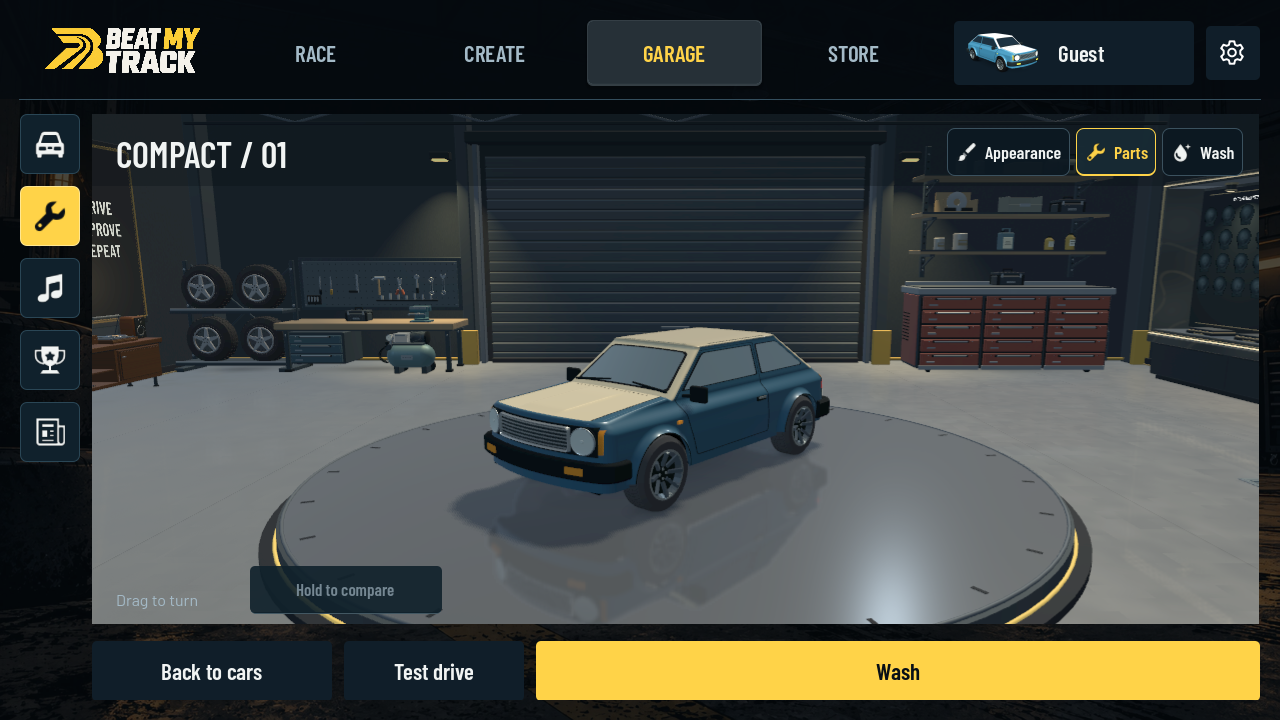 BEAT MY
TRACK
RACE
CREATE
GARAGE
STORE
Guest
COMPACT / 01
Appearance
Parts
Wash
RIVE
PROVE
EPEAT
Drag to turn
Hold to compare
Back to cars
Test drive
Wash